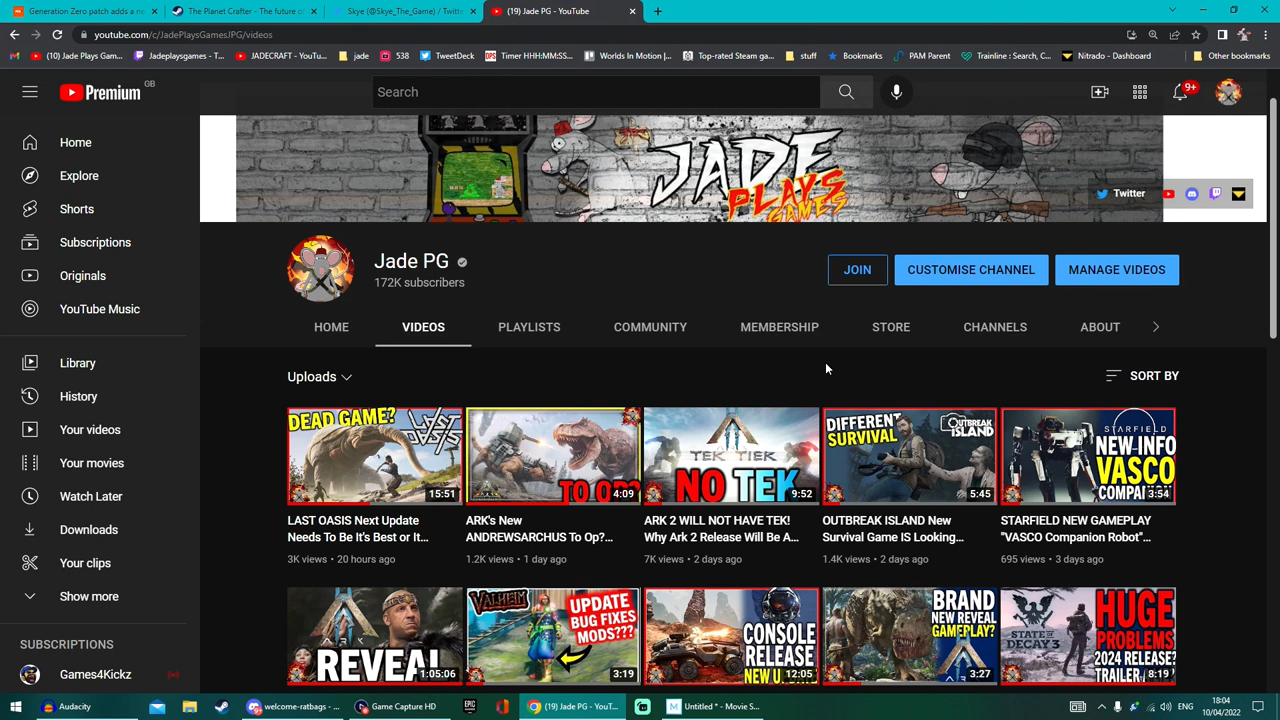 Generation Zero patch adds a ne
The Planet Crafter - The future o
Skye (@Skye_The_Game) / Twitt
(19) Jade PG - YouTube
youtube.com/c/JadePlaysGamesJPG/videos
(10) Jade Plays Gam...
Jadeplaysgames - T...
JADECRAFT - YouTu...
jade
538
TweetDeck
Timer HHH:MM:SS...
Worlds In Motion |...
Top-rated Steam ga...
stuff
Bookmarks
PAM Parent
Trainline : Search, C...
Nitrado - Dashboard
Other bookmarks
Premium GB
Search
9+
Home
Explore
Shorts
Subscriptions
Originals
YouTube Music
Library
History
Your videos
Your movies
Watch Later
Downloads
Your clips
Show more
SUBSCRIPTIONS
Games4Kickz
JADE
PLAYS
GAMES
Twitter
Jade PG
172K subscribers
JOIN
CUSTOMISE CHANNEL
MANAGE VIDEOS
HOME
VIDEOS
PLAYLISTS
COMMUNITY
MEMBERSHIP
STORE
CHANNELS
ABOUT
Uploads
SORT BY
DEAD GAME?
LAST OASIS
15:51
LAST OASIS Next Update
Needs To Be It's Best or It...
3K views • 20 hours ago
TO OP?
4:09
ARK's New
ANDREWSARCHUS To Op?...
1.2K views • 1 day ago
TEK TIER
NO TEK
9:52
ARK 2 WILL NOT HAVE TEK!
Why Ark 2 Release Will Be A...
7K views • 2 days ago
DIFFERENT
SURVIVAL
OUTBREAK
ISLAND
5:45
OUTBREAK ISLAND New
Survival Game IS Looking...
1.4K views • 2 days ago
STARFIELD
NEW INFO
VASCO
COMPANION
3:54
STARFIELD NEW GAMEPLAY
"VASCO Companion Robot"...
695 views • 3 days ago
REVEAL
1:05:06
VALHEIM
UPDATE
BUG FIXES
MODS???
3:19
CONSOLE
RELEASE
NEW
12:05
BRAND
NEW REVEAL
GAMEPLAY?
3:27
STATE OF
DECAY 3
HUGE
PROBLEMS
2024 RELEASE?
TRAILER...
8:19
Audacity
welcome-ratbags - ...
Game Capture HD
EPIC
Jade PG - YouT...
Untitled * - Movie S...
18:04
10/04/2022